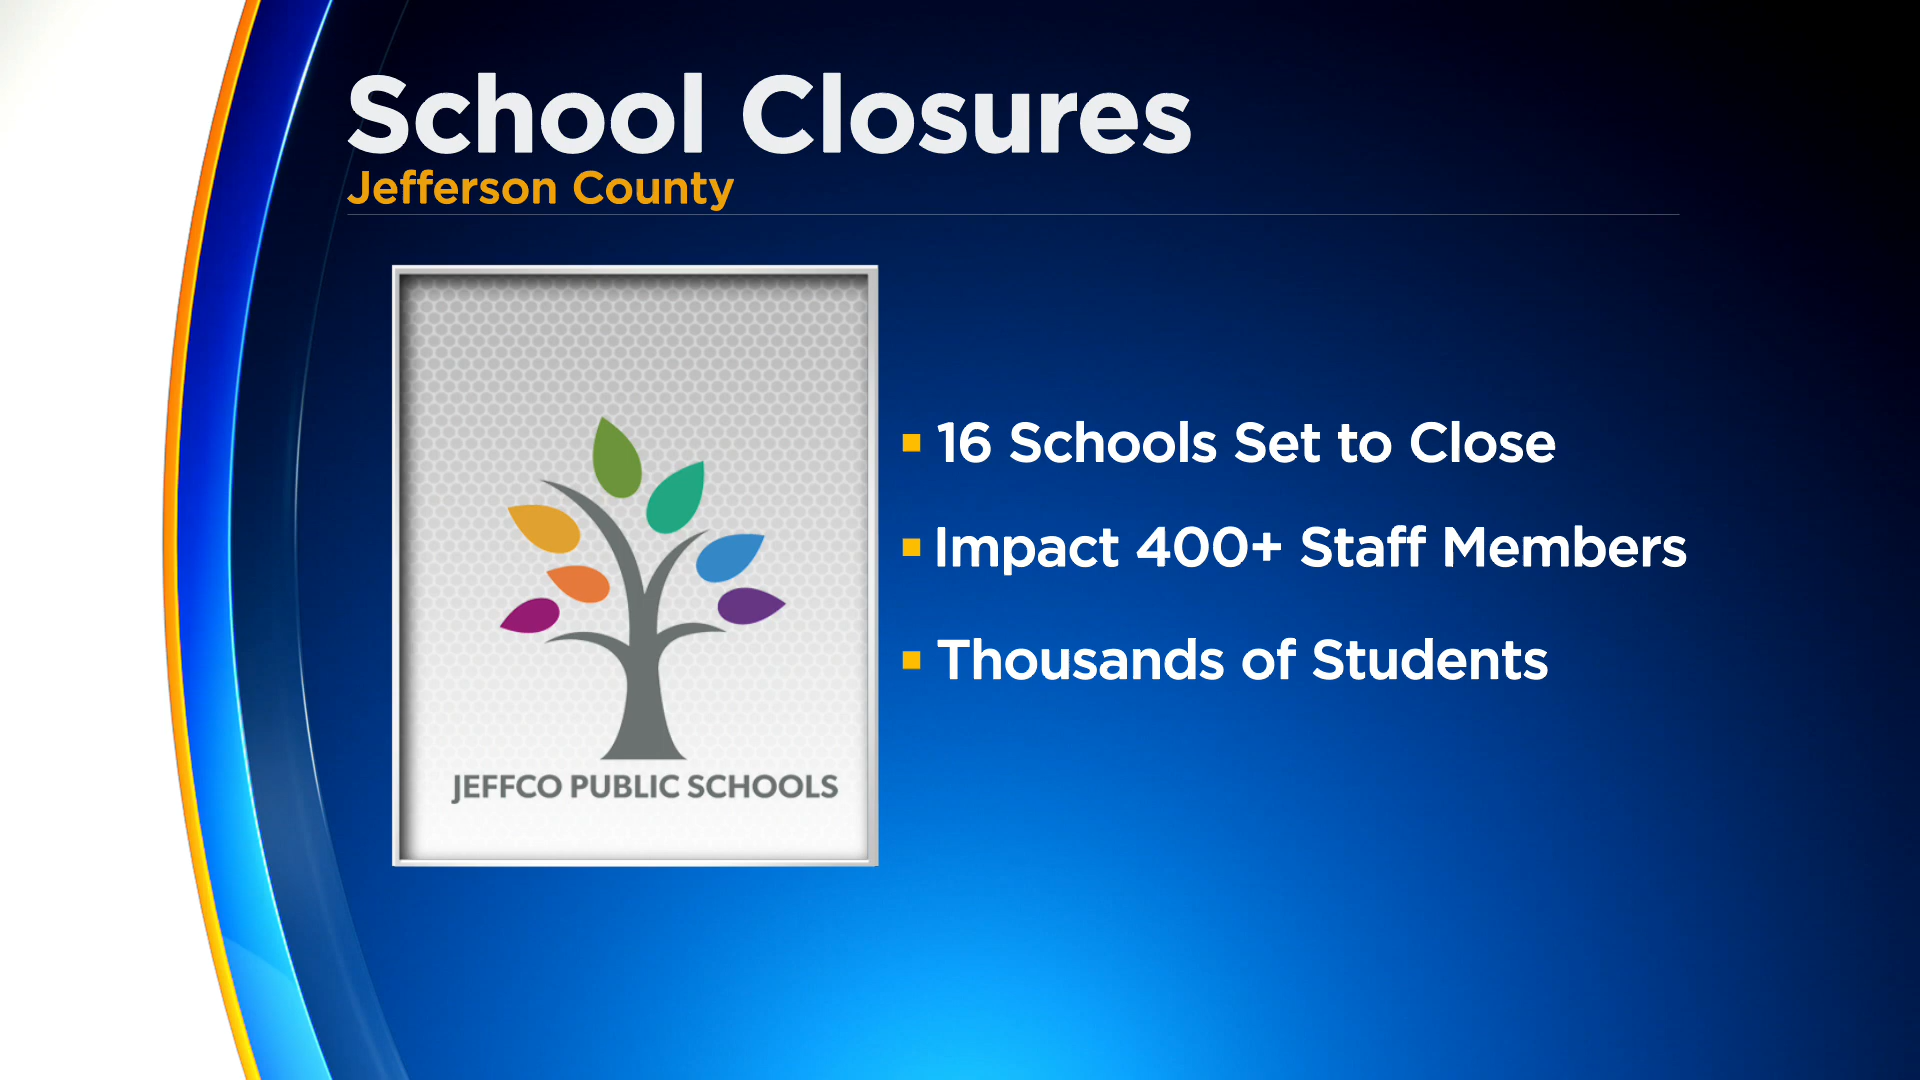 School Closures
Jefferson County
16 Schools Set to Close
Impact 400+ Staff Members
Thousands of Students
JEFFCO PUBLIC SCHOOLS